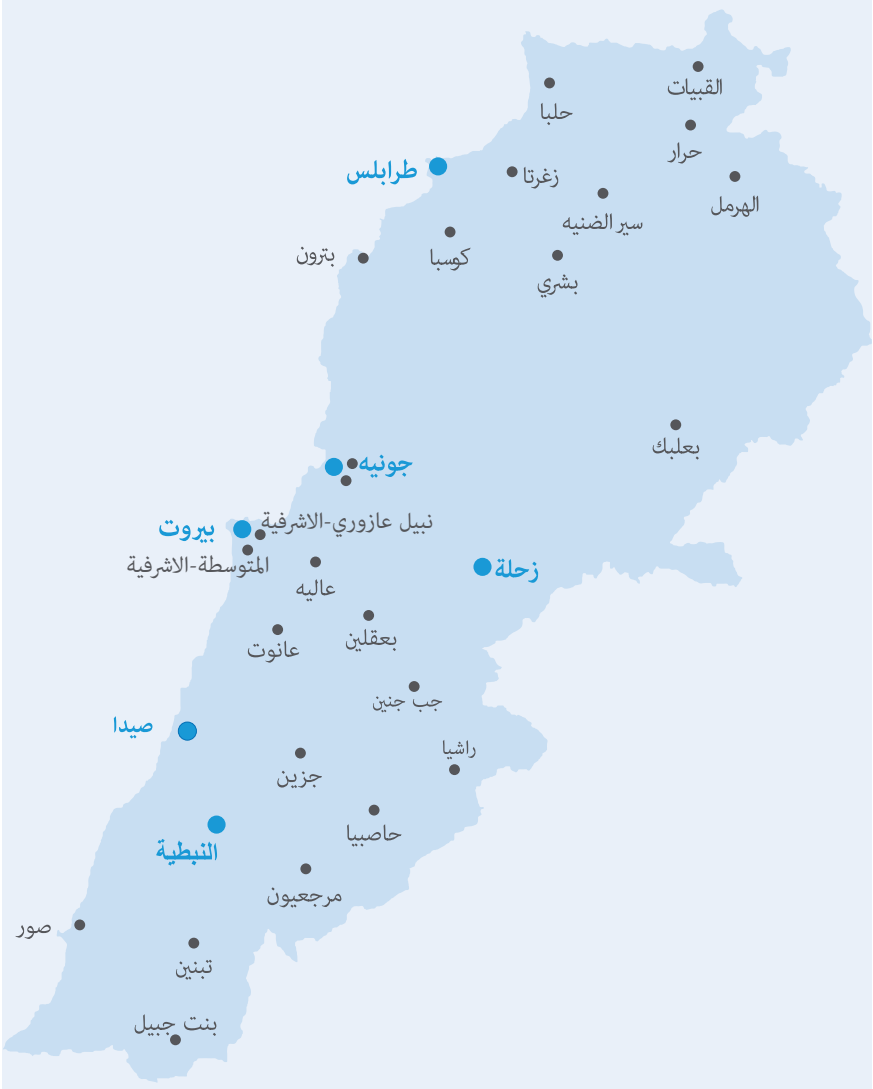 القبيات
حلبا
حرار
طرابلس
زغرتا
الهرمل
سير الضنيه
بترون
كوسبا
بشري
بعلبك
جونيه
نبيل عازوري-الاشرفية
بيروت
المتوسطة-الاشرفية
زحلة
عاليه
بعقلين
عانوت
جب جنين
صيدا
راشيا
جزين
حاصبيا
النبطية
مرجعيون
صور
تبنين
بنت جبيل